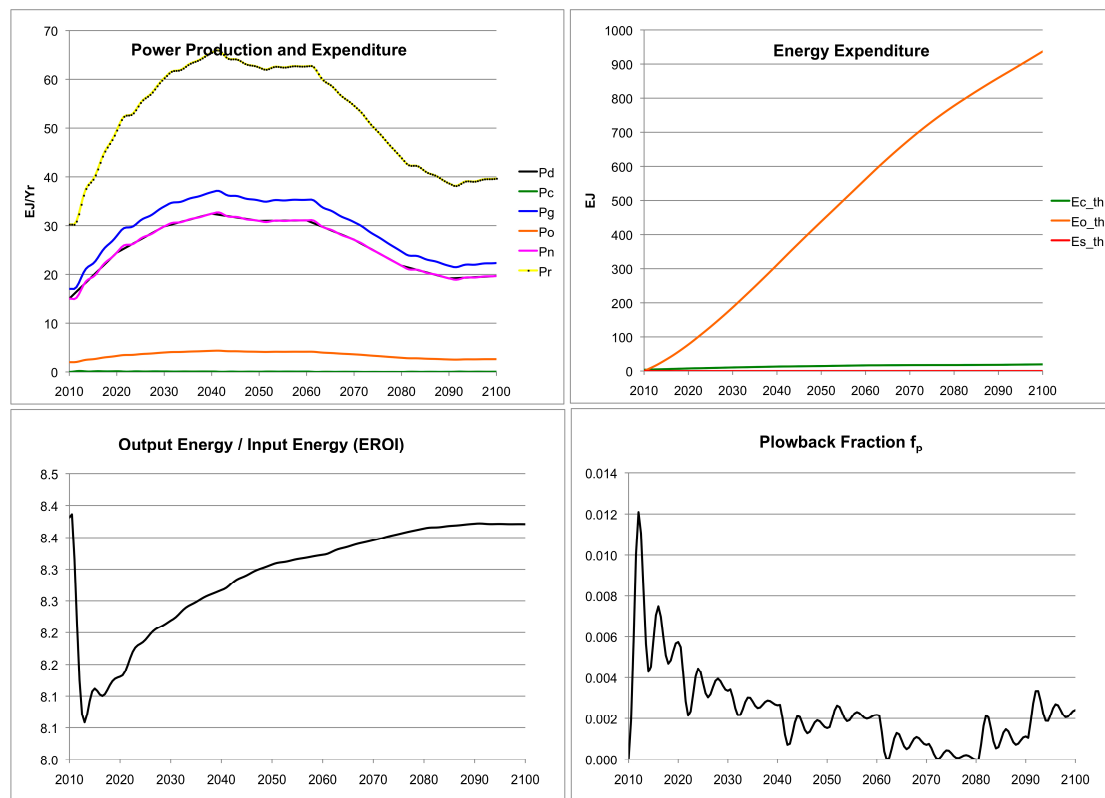 Power Production and Expenditure
70
60
50
40
30
20
10
0
EJ/Yr
2010 2020 2030 2040 2050 2060 2070 2080 2090 2100
Pd
Pc
Pg
Po
Pn
Pr
Energy Expenditure
1000
900
800
700
600
500
400
300
200
100
0
EJ
2010 2020 2030 2040 2050 2060 2070 2080 2090 2100
Ec_th
Eo_th
Es_th
Output Energy / Input Energy (EROI)
8.5
8.4
8.4
8.3
8.3
8.2
8.2
8.1
8.1
8.0
2010 2020 2030 2040 2050 2060 2070 2080 2090 2100
Plowback Fraction fp
0.014
0.012
0.010
0.008
0.006
0.004
0.002
0.000
2010 2020 2030 2040 2050 2060 2070 2080 2090 2100